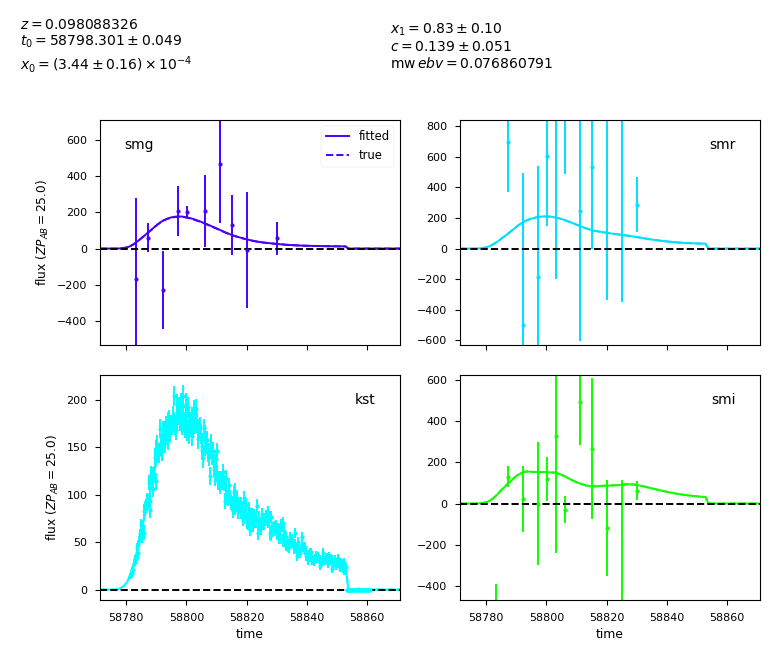 z = 0.098088326
t₀ = 58798.301 ± 0.049
x₀ = (3.44 ± 0.16) × 10⁻⁴
x₁ = 0.83 ± 0.10
c = 0.139 ± 0.051
mwebv = 0.076860791
smg
fitted
true
flux (ZP_AB = 25.0)
600
400
200
0
−200
−400
smr
800
600
400
200
0
−200
−400
−600
kst
flux (ZP_AB = 25.0)
200
150
100
50
0
58780 58800 58820 58840 58860
time
smi
600
400
200
0
−200
−400
58780 58800 58820 58840 58860
time